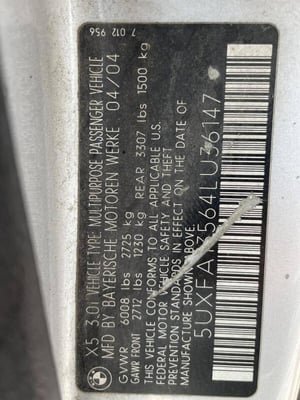 7 012 956
X5 3.0I VEHICLE TYPE: MULTIPURPOSE PASSENGER VEHICLE
MFD BY BAYERISCHE MOTOREN WERKE 04/04
GVWR 6008 lbs 2725 kg
GAWR FRONT 2712 lbs 1230 kg REAR 3307 lbs 1500 kg
THIS VEHICLE CONFORMS TO ALL APPLICABLE U.S.
FEDERAL MOTOR VEHICLE SAFETY AND THEFT
PREVENTION STANDARDS IN EFFECT ON THE DATE OF
MANUFACTURE SHOWN ABOVE.
5UXFA13564LU36147